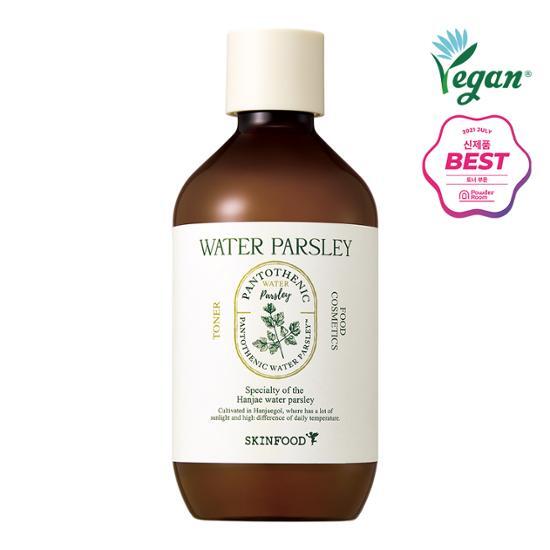 Vegan®
2021 JULY
신제품
BEST
토너 부문
Powder
Room
WATER PARSLEY
TONER
PANTOTHENIC
WATER
Parsley
PANTOTHENIC WATER PARSLEY™
FOOD
COSMETICS
Specialty of the
Hanjae water parsley
Cultivated in Hanjaegol, where has a lot of
sunlight and high difference of daily temperature.
SKINFOOD